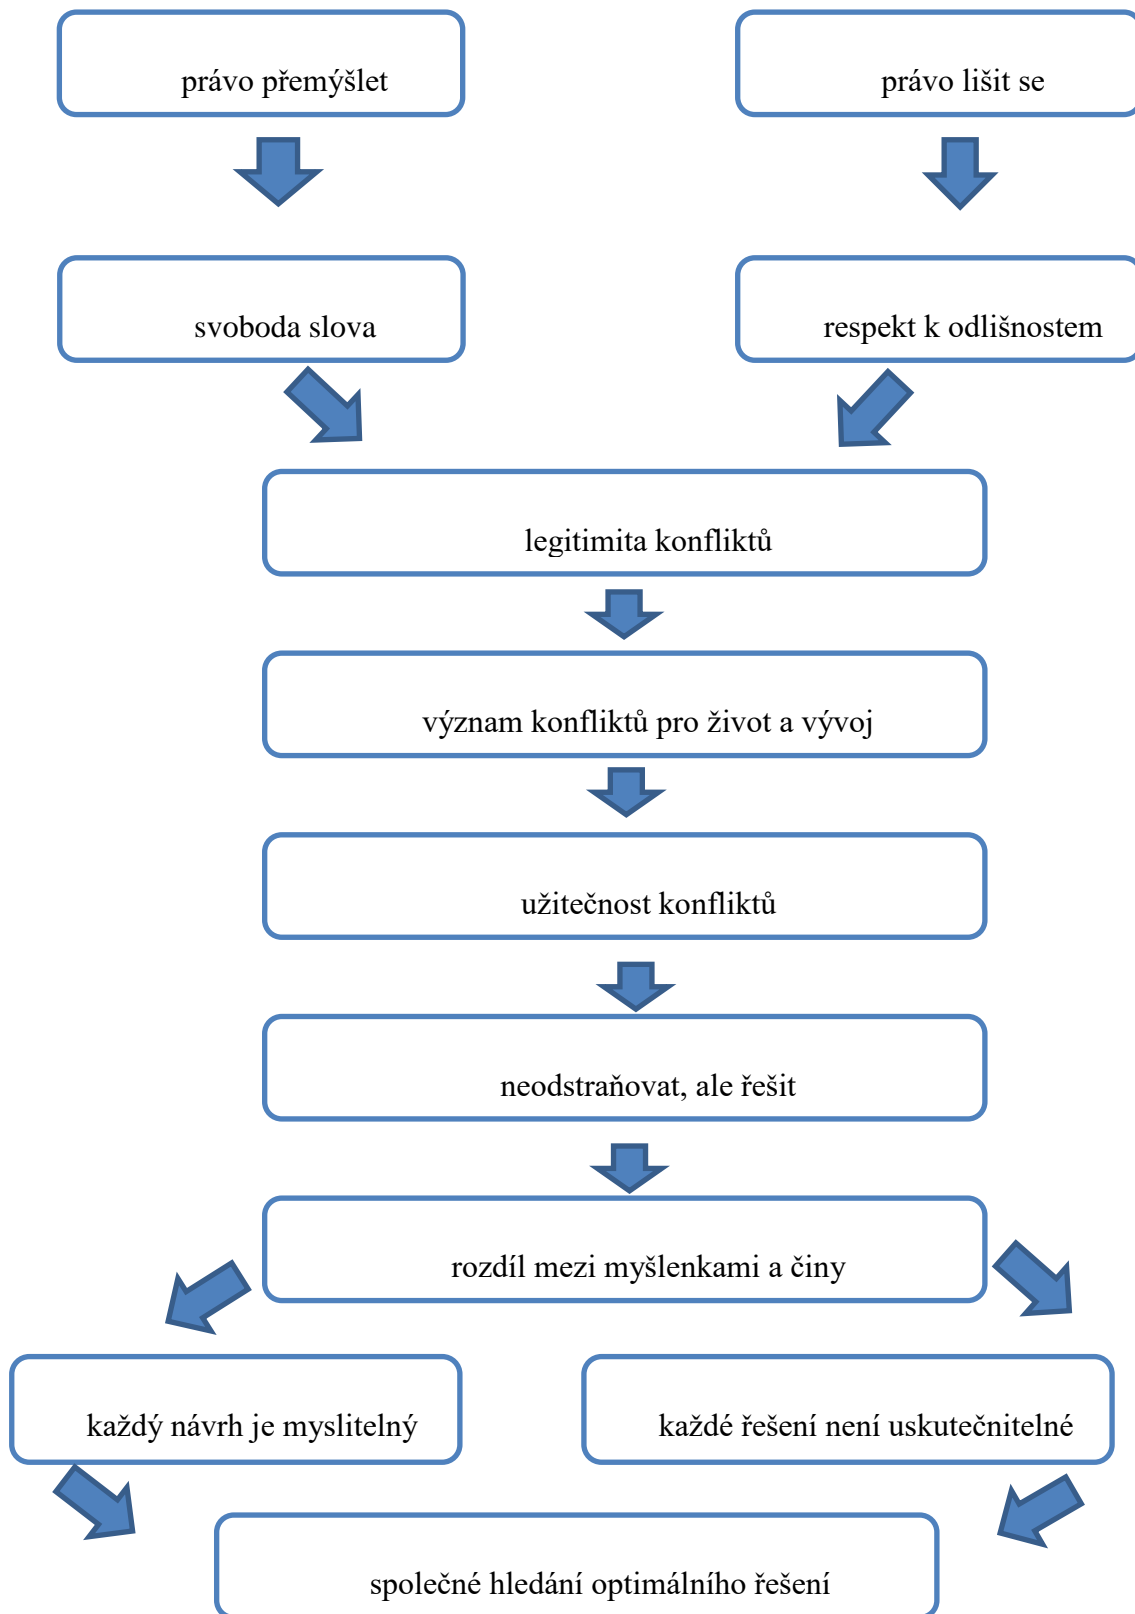 právo přemýšlet
právo lišit se
svoboda slova
respekt k odlišnostem
legitimita konfliktů
význam konfliktů pro život a vývoj
užitečnost konfliktů
neodstraňovat, ale řešit
rozdíl mezi myšlenkami a činy
každý návrh je myslitelný
každé řešení není uskutečnitelné
společné hledání optimálního řešení